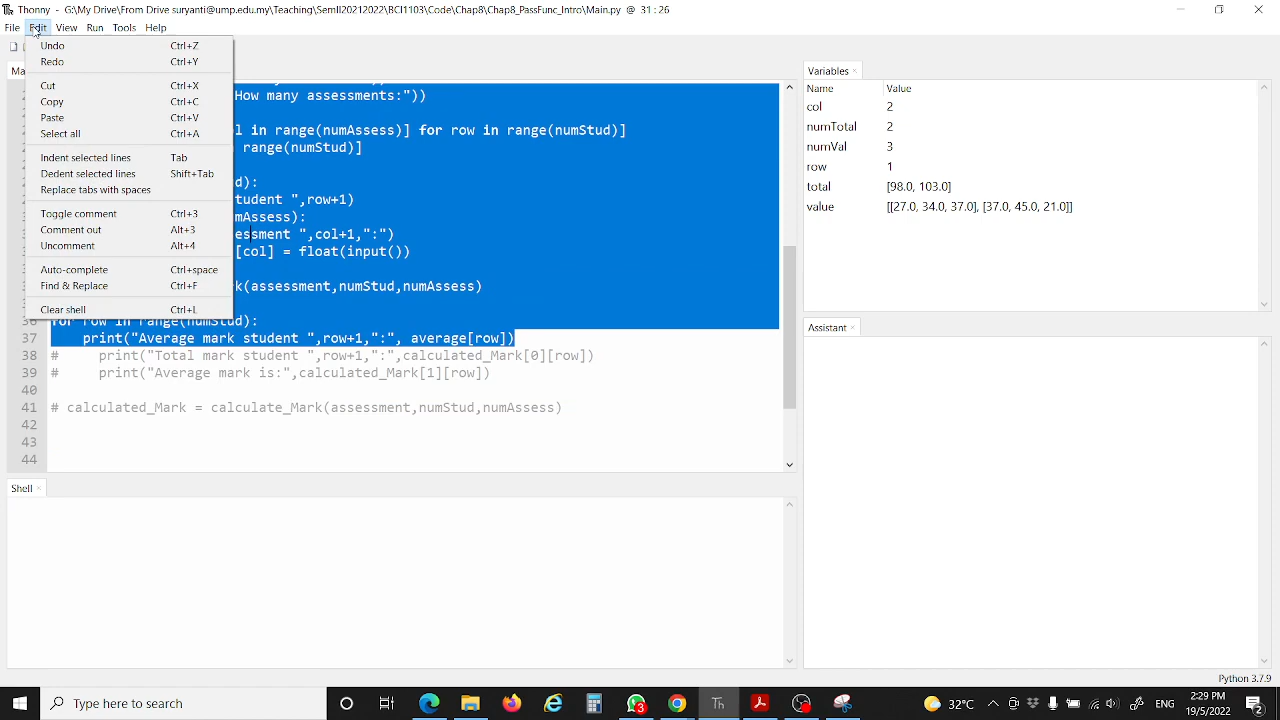 Thonny - G:\My Drive\From Drive suryanti@ump.edu.my\Teaching\SemII20212022\BCI1103\Code\Chap8\Chap8_PassFunc_Intro\Main.py @ 31 : 26
File Edit View Run Tools Help
Undo Ctrl+Z
Redo Ctrl+Y
Cut Ctrl+X
Copy Ctrl+C
Paste Ctrl+V
Select all Ctrl+A
Indent selected lines Tab
Dedent selected lines Shift+Tab
Replace tabs with spaces
Toggle comment Ctrl+3
Comment out Alt+3
Uncomment Alt+4
Auto-complete Ctrl+space
Find & Replace Ctrl+F
Clear shell Ctrl+L
Ma
How many assessments:"))
l in range(numAssess)] for row in range(numStud)]
range(numStud)]
d):
tudent ",row+1)
mAssess):
essment ",col+1,":")
[col] = float(input())
k(assessment,numStud,numAssess)
36 for row in range(numStud):
37 print("Average mark student ",row+1,":", average[row])
38 # print("Total mark student ",row+1,":",calculated_Mark[0][row])
39 # print("Average mark is:",calculated_Mark[1][row])
40
41 # calculated_Mark = calculate_Mark(assessment,numStud,numAssess)
42
43
44
Shell
Variables
Name Value
col 2
numTotal 2
numVal 3
row 1
total [98.0, 103.0]
value [[27.0, 34.0, 37.0], [37.0, 45.0, 21.0]]
Assistant
Python 3.7.9
Type here to search
3
Th
32°C
ENG
2:29 PM
19/5/2022
2